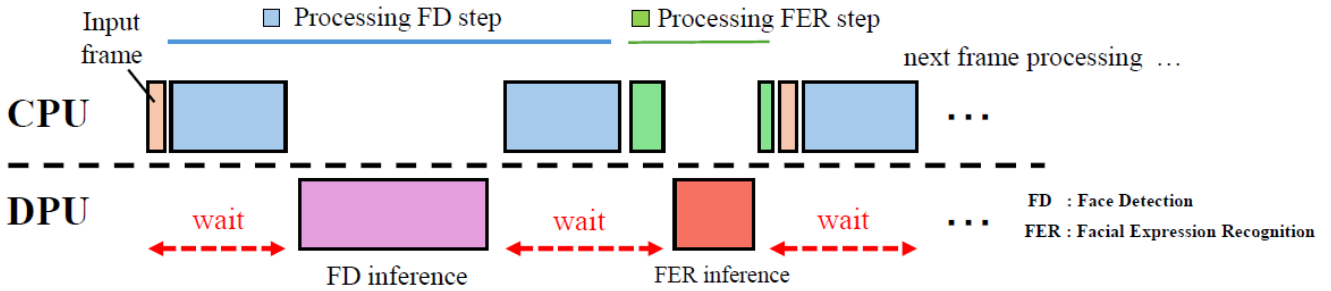 Input
frame
Processing FD step
Processing FER step
next frame processing …
CPU
...
DPU
wait
wait
wait
...
FD : Face Detection
FER : Facial Expression Recognition
FD inference
FER inference